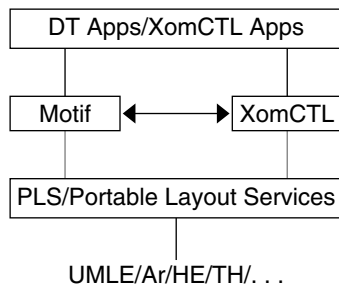 DT Apps/XomCTL Apps
Motif
XomCTL
PLS/Portable Layout Services
UMLE/Ar/HE/TH/. . .